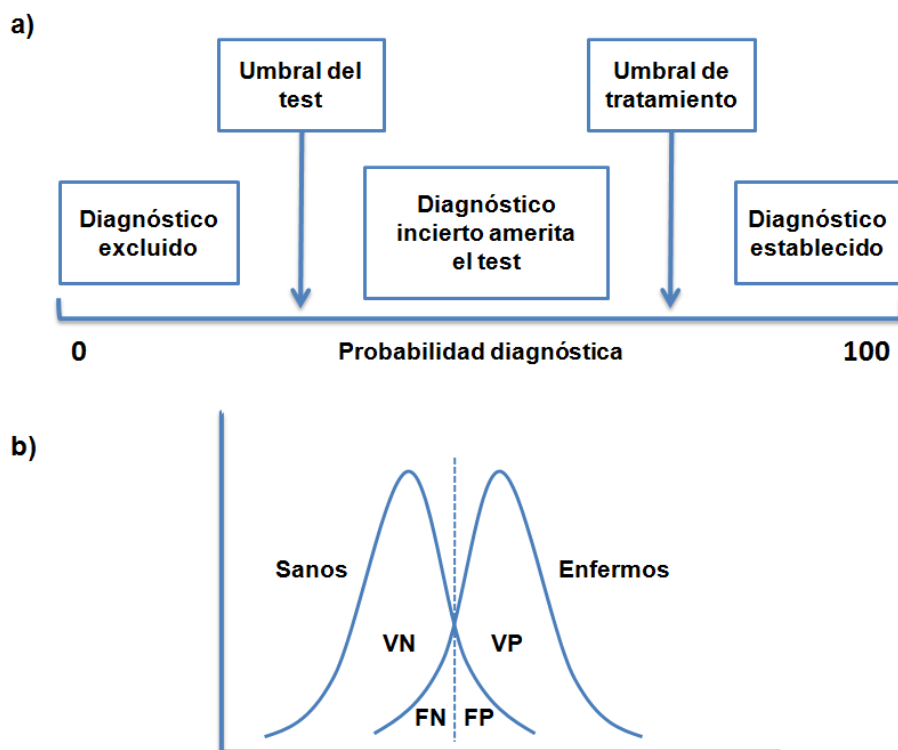 a)
Umbral del
test
Umbral de
tratamiento
Diagnóstico
excluido
Diagnóstico
incierto amerita
el test
Diagnóstico
establecido
0
Probabilidad diagnóstica
100
b)
Sanos
Enfermos
VN
VP
FN
FP